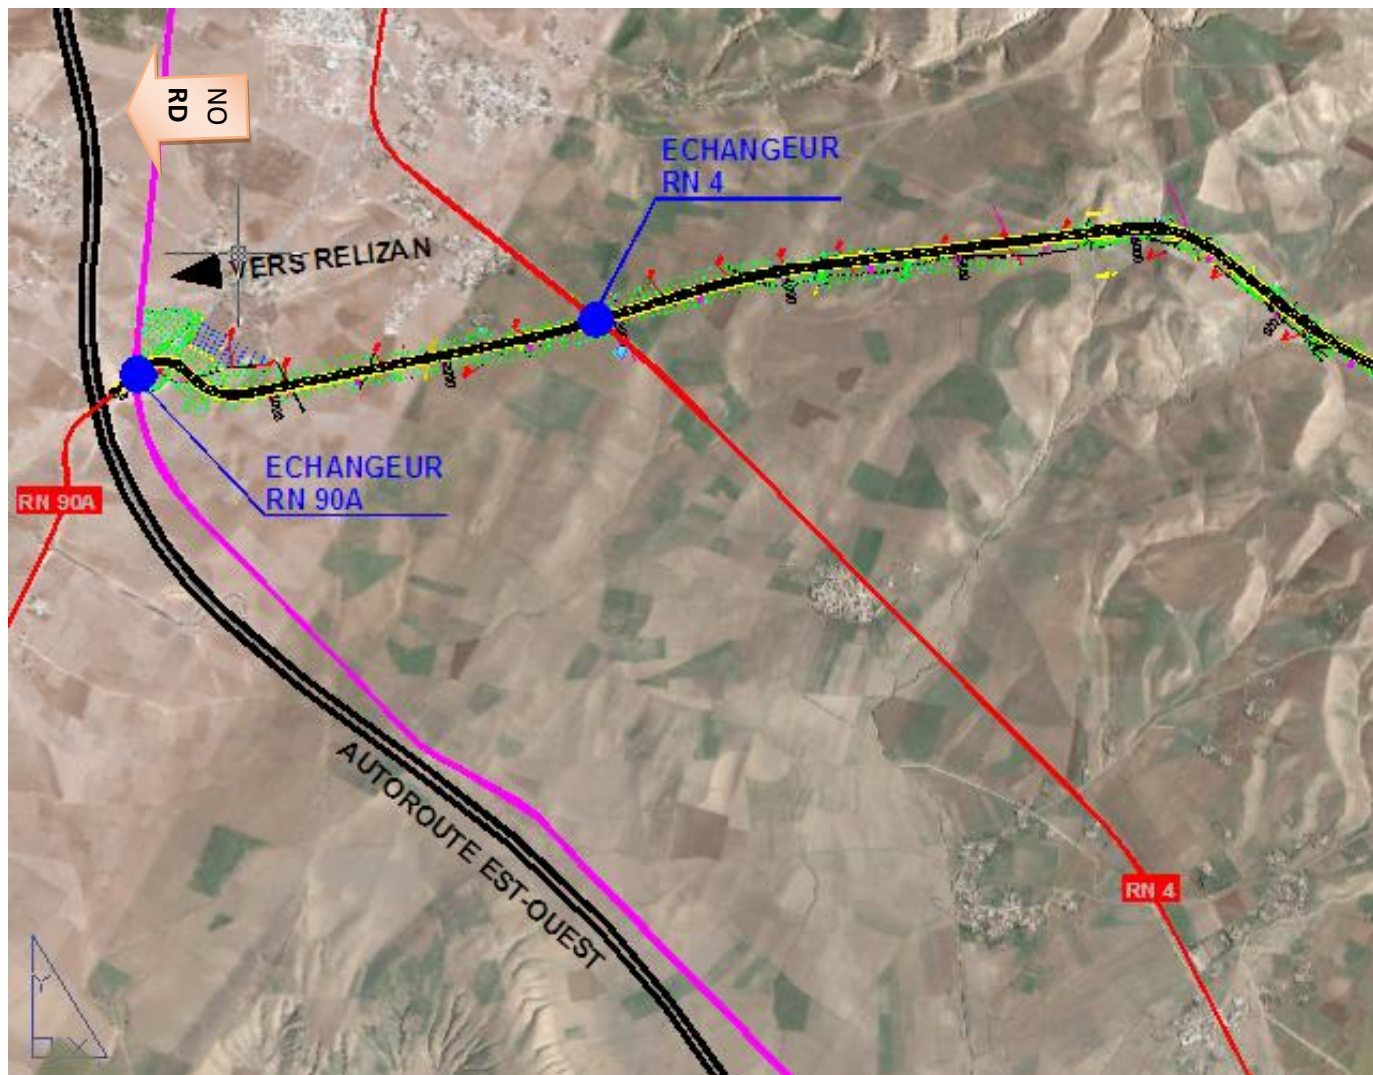 NO
RD
ECHANGEUR
RN 4
VERS RELIZAN
ECHANGEUR
RN 90A
RN 90A
AUTOROUTE EST-OUEST
RN 4
Y
X